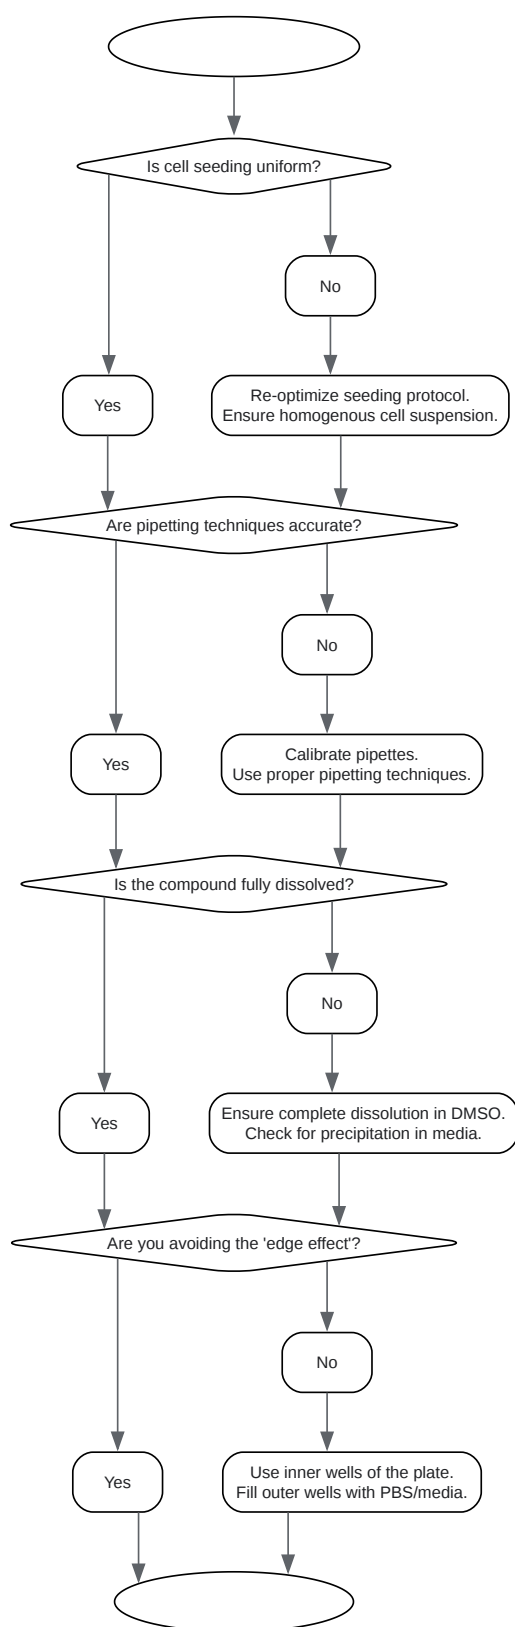 Is cell seeding uniform?
No
Yes
Re-optimize seeding protocol.
Ensure homogenous cell suspension.
Are pipetting techniques accurate?
No
Yes
Calibrate pipettes.
Use proper pipetting techniques.
Is the compound fully dissolved?
No
Yes
Ensure complete dissolution in DMSO.
Check for precipitation in media.
Are you avoiding the 'edge effect'?
No
Yes
Use inner wells of the plate.
Fill outer wells with PBS/media.